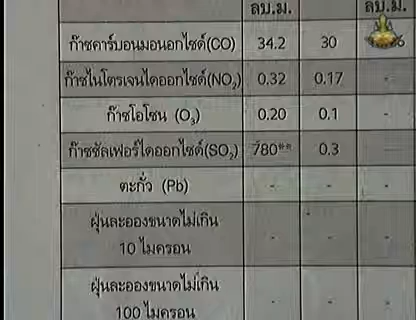 ลบ.ม. ลบ.ม.
ก๊าซคาร์บอนมอนอกไซด์(CO) 34.2 30
ก๊าซไนโตรเจนไดออกไซด์(NO₂) 0.32 0.17 -
ก๊าซโอโซน (O₃) 0.20 0.1 -
ก๊าซซัลเฟอร์ไดออกไซด์(SO₂) 780** 0.3 -
ตะกั่ว (Pb) - - -
ฝุ่นละอองขนาดไม่เกิน
10 ไมครอน - - -
ฝุ่นละอองขนาดไม่เกิน
100 ไมครอน - - -